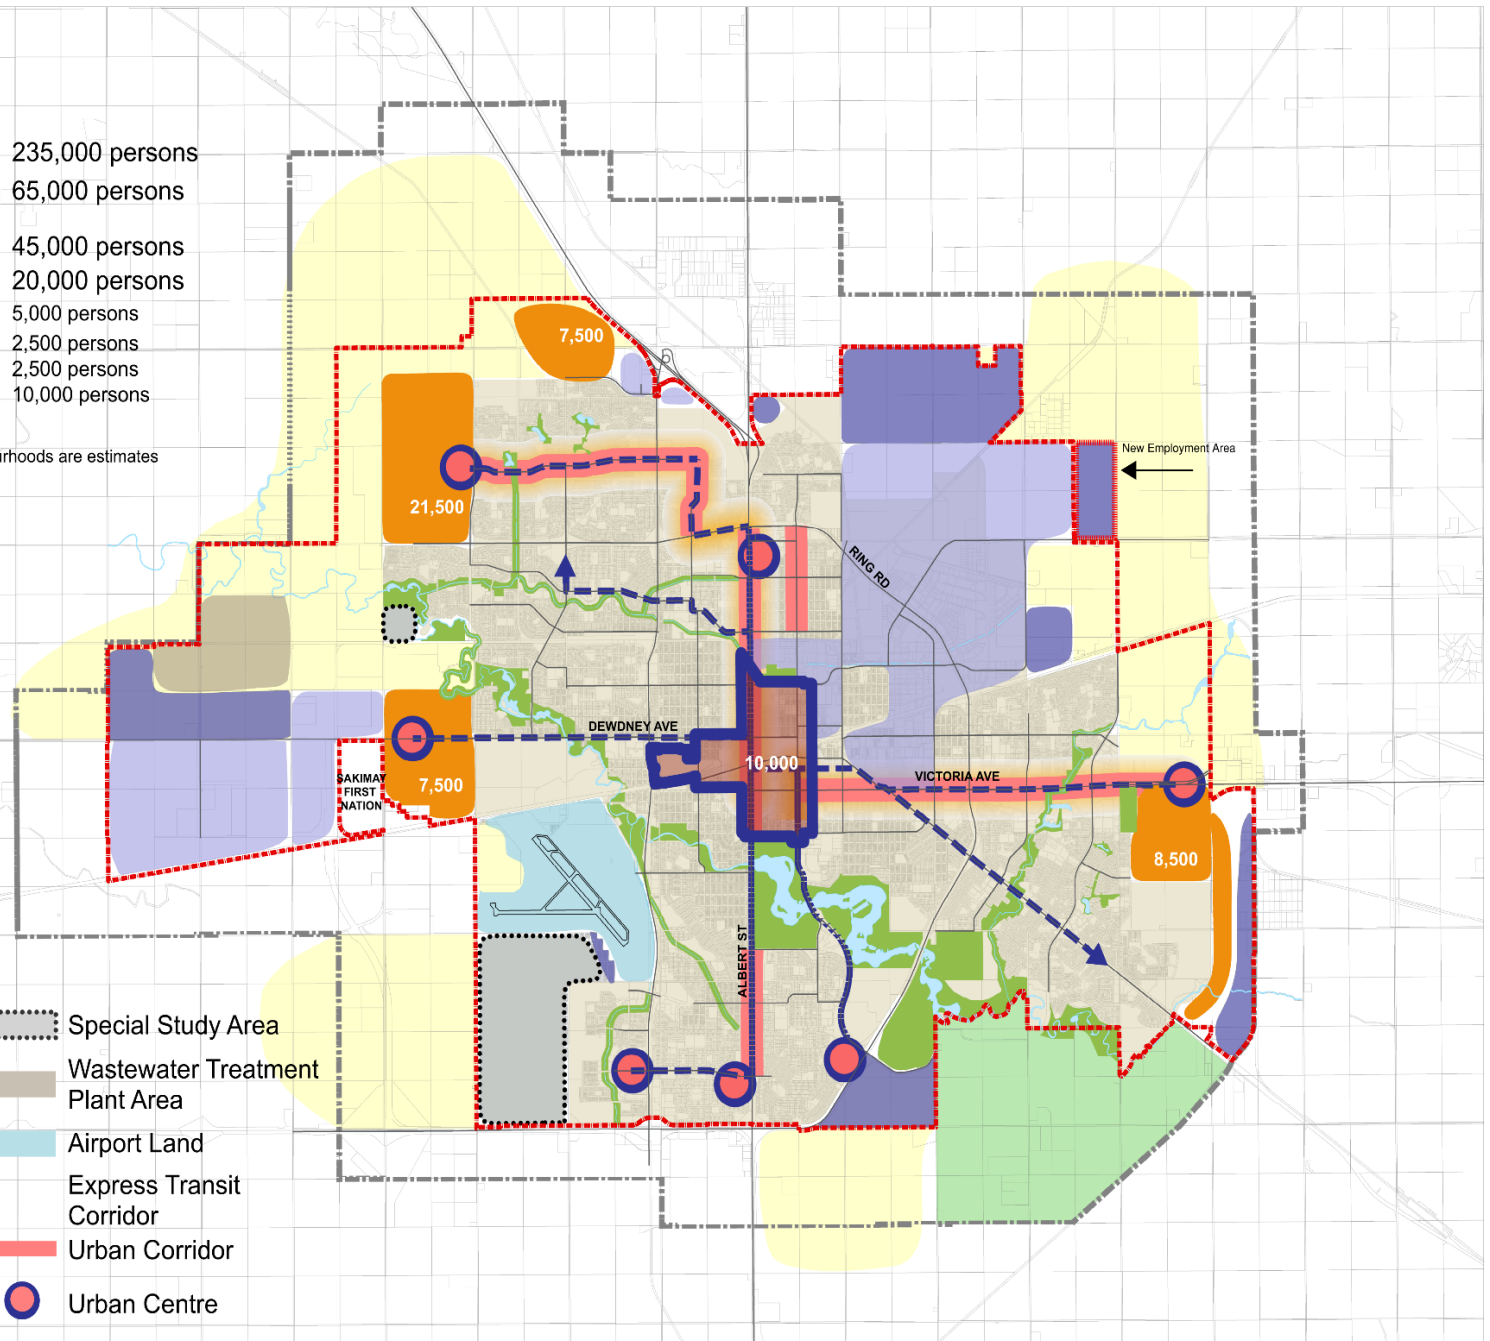 235,000 persons
65,000 persons
45,000 persons
20,000 persons
5,000 persons
2,500 persons
2,500 persons
10,000 persons
are estimates
7,500
21,500
New Employment Area
RING RD
DEWDNEY AVE
10,000
VICTORIA AVE
SAKIMAY
FIRST
NATION
7,500
8,500
ALBERT ST
Special Study Area
Wastewater Treatment
Plant Area
Airport Land
Express Transit
Corridor
Urban Corridor
Urban Centre